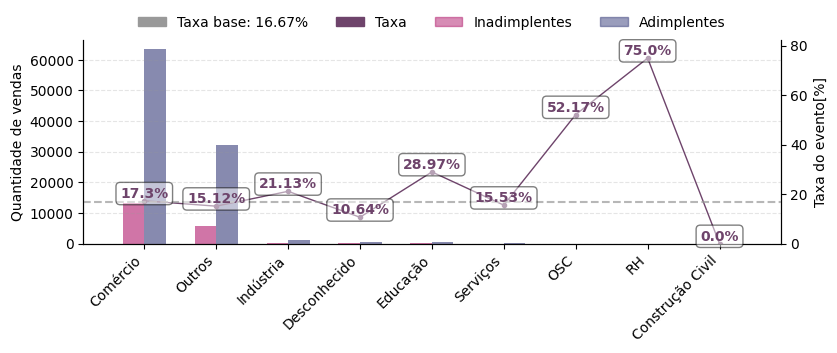 Taxa base: 16.67%
Taxa
Inadimplentes
Adimplentes
Quantidade de vendas
60000
50000
40000
30000
20000
10000
0
17.3%
15.12%
21.13%
10.64%
28.97%
15.53%
52.17%
75.0%
0.0%
80
60
40
20
0
Taxa do evento[%]
Comércio
Outros
Indústria
Desconhecido
Educação
Serviços
OSC
RH
Construção Civil